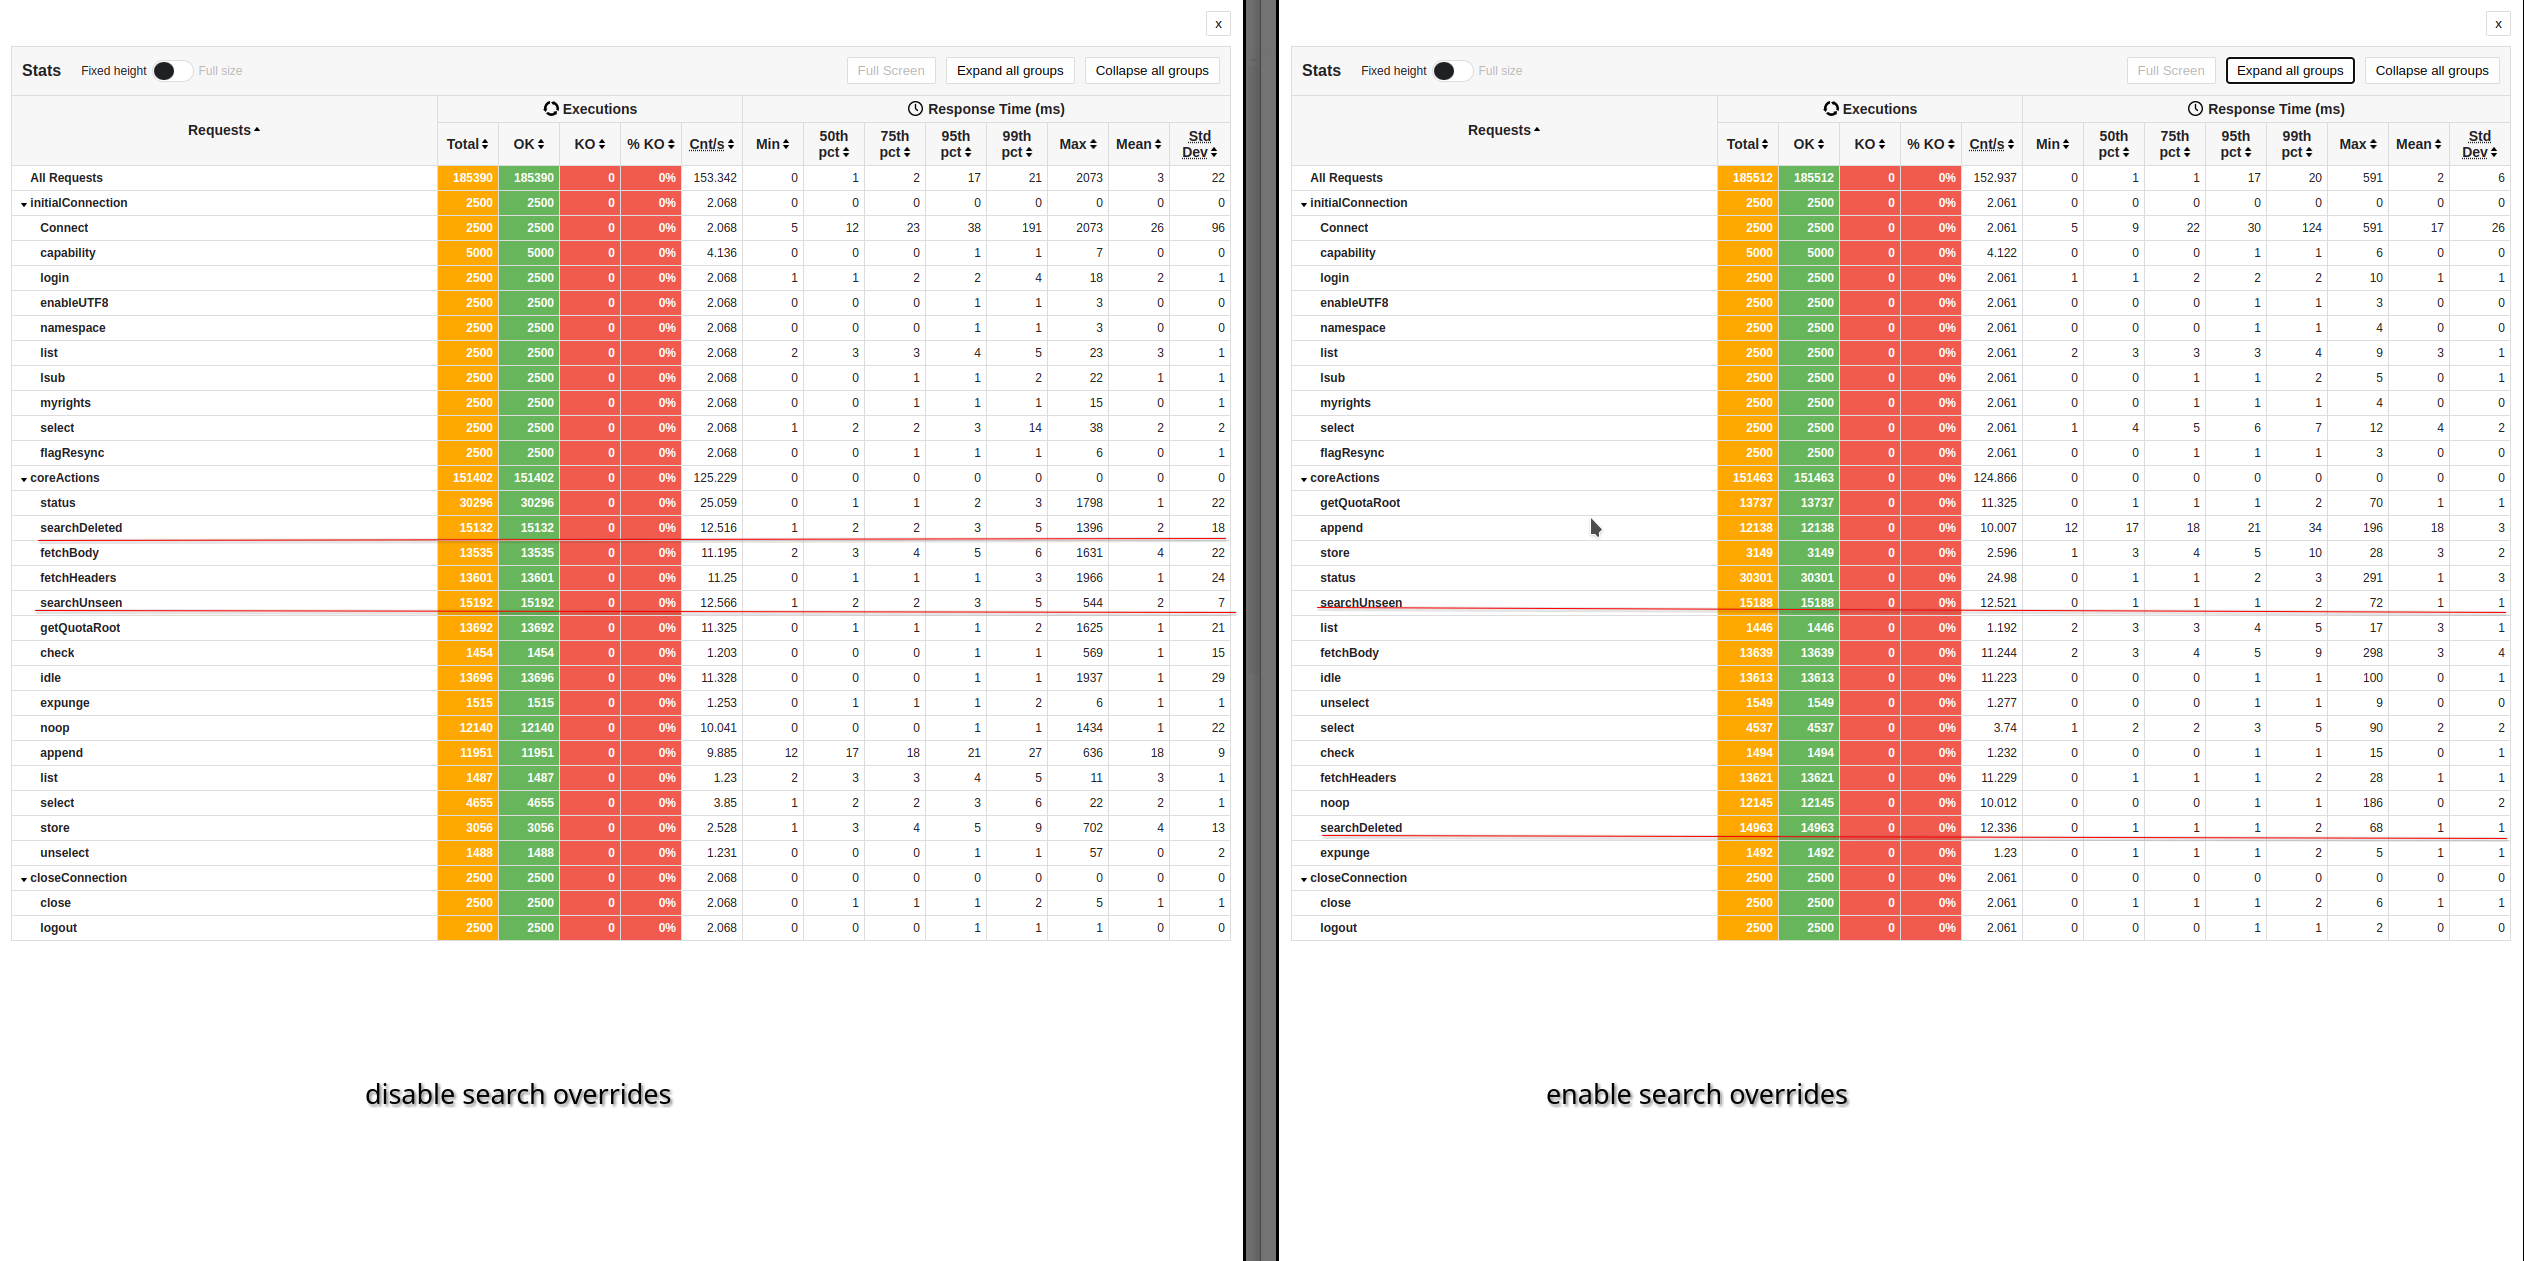 x
Stats Fixed height Full size Full Screen Expand all groups Collapse all groups
Requests Executions Response Time (ms)
Total OK KO % KO Cnt/s Min 50th pct 75th pct 95th pct 99th pct Max Mean Std Dev
All Requests 185390 185390 0 0% 153.342 0 1 2 17 21 2073 3 22
initialConnection 2500 2500 0 0% 2.068 0 0 0 0 0 0 0 0
Connect 2500 2500 0 0% 2.068 5 12 23 38 191 2073 26 96
capability 5000 5000 0 0% 4.136 0 0 0 1 1 7 0 0
login 2500 2500 0 0% 2.068 1 1 2 2 4 18 2 1
enableUTF8 2500 2500 0 0% 2.068 0 0 0 1 1 3 0 0
namespace 2500 2500 0 0% 2.068 0 0 0 1 1 3 0 0
list 2500 2500 0 0% 2.068 2 3 3 4 5 23 3 1
lsub 2500 2500 0 0% 2.068 0 0 1 1 2 22 1 1
myrights 2500 2500 0 0% 2.068 0 0 1 1 1 15 0 1
select 2500 2500 0 0% 2.068 1 2 2 3 14 38 2 2
flagResync 2500 2500 0 0% 2.068 0 0 1 1 1 6 0 1
coreActions 151402 151402 0 0% 125.229 0 0 0 0 0 0 0 0
status 30296 30296 0 0% 25.059 0 1 1 2 3 1798 1 22
searchDeleted 15132 15132 0 0% 12.516 1 2 2 3 5 1396 2 18
fetchBody 13535 13535 0 0% 11.195 2 3 4 5 6 1631 4 22
fetchHeaders 13601 13601 0 0% 11.25 0 1 1 1 3 1966 1 24
searchUnseen 15192 15192 0 0% 12.566 1 2 2 3 5 544 2 7
getQuotaRoot 13692 13692 0 0% 11.325 0 1 1 1 2 1625 1 21
check 1454 1454 0 0% 1.203 0 0 0 1 1 569 1 15
idle 13696 13696 0 0% 11.328 0 0 0 1 1 1937 1 29
expunge 1515 1515 0 0% 1.253 0 1 1 1 2 6 1 1
noop 12140 12140 0 0% 10.041 0 0 0 1 1 1434 1 22
append 11951 11951 0 0% 9.885 12 17 18 21 27 636 18 9
list 1487 1487 0 0% 1.23 2 3 3 4 5 11 3 1
select 4655 4655 0 0% 3.85 1 2 2 3 6 22 2 1
store 3056 3056 0 0% 2.528 1 3 4 5 9 702 4 13
unselect 1488 1488 0 0% 1.231 0 0 0 1 1 57 0 2
closeConnection 2500 2500 0 0% 2.068 0 0 0 0 0 0 0 0
close 2500 2500 0 0% 2.068 0 1 1 1 2 5 1 1
logout 2500 2500 0 0% 2.068 0 0 0 1 1 1 0 0
disable search overrides
x
Stats Fixed height Full size Full Screen Expand all groups Collapse all groups
Requests Executions Response Time (ms)
Total OK KO % KO Cnt/s Min 50th pct 75th pct 95th pct 99th pct Max Mean Std Dev
All Requests 185512 185512 0 0% 152.937 0 1 1 17 20 591 2 6
initialConnection 2500 2500 0 0% 2.061 0 0 0 0 0 0 0 0
Connect 2500 2500 0 0% 2.061 5 9 22 30 124 591 17 26
capability 5000 5000 0 0% 4.122 0 0 0 1 1 6 0 0
login 2500 2500 0 0% 2.061 1 1 2 2 2 10 1 1
enableUTF8 2500 2500 0 0% 2.061 0 0 0 1 1 3 0 0
namespace 2500 2500 0 0% 2.061 0 0 0 1 1 4 0 0
list 2500 2500 0 0% 2.061 2 3 3 3 4 9 3 1
lsub 2500 2500 0 0% 2.061 0 0 1 1 2 5 0 1
myrights 2500 2500 0 0% 2.061 0 0 1 1 1 4 0 0
select 2500 2500 0 0% 2.061 1 4 5 6 7 12 4 2
flagResync 2500 2500 0 0% 2.061 0 0 1 1 1 3 0 0
coreActions 151463 151463 0 0% 124.866 0 0 0 0 0 0 0 0
getQuotaRoot 13737 13737 0 0% 11.325 0 1 1 1 2 70 1 1
append 12138 12138 0 0% 10.007 12 17 18 21 34 196 18 3
store 3149 3149 0 0% 2.596 1 3 4 5 10 28 3 2
status 30301 30301 0 0% 24.98 0 1 1 2 3 291 1 3
searchUnseen 15188 15188 0 0% 12.521 0 1 1 1 2 72 1 1
list 1446 1446 0 0% 1.192 2 3 3 4 5 17 3 1
fetchBody 13639 13639 0 0% 11.244 2 3 4 5 9 298 3 4
idle 13613 13613 0 0% 11.223 0 0 0 1 1 100 0 1
unselect 1549 1549 0 0% 1.277 0 0 0 1 1 9 0 0
select 4537 4537 0 0% 3.74 1 2 2 3 5 90 2 2
check 1494 1494 0 0% 1.232 0 0 0 1 1 15 0 1
fetchHeaders 13621 13621 0 0% 11.229 0 1 1 1 2 28 1 1
noop 12145 12145 0 0% 10.012 0 0 0 1 1 186 0 2
searchDeleted 14963 14963 0 0% 12.336 0 1 1 1 2 68 1 1
expunge 1492 1492 0 0% 1.23 0 1 1 1 2 5 1 1
closeConnection 2500 2500 0 0% 2.061 0 0 0 0 0 0 0 0
close 2500 2500 0 0% 2.061 0 1 1 1 2 6 1 1
logout 2500 2500 0 0% 2.061 0 0 0 1 1 2 0 0
enable search overrides